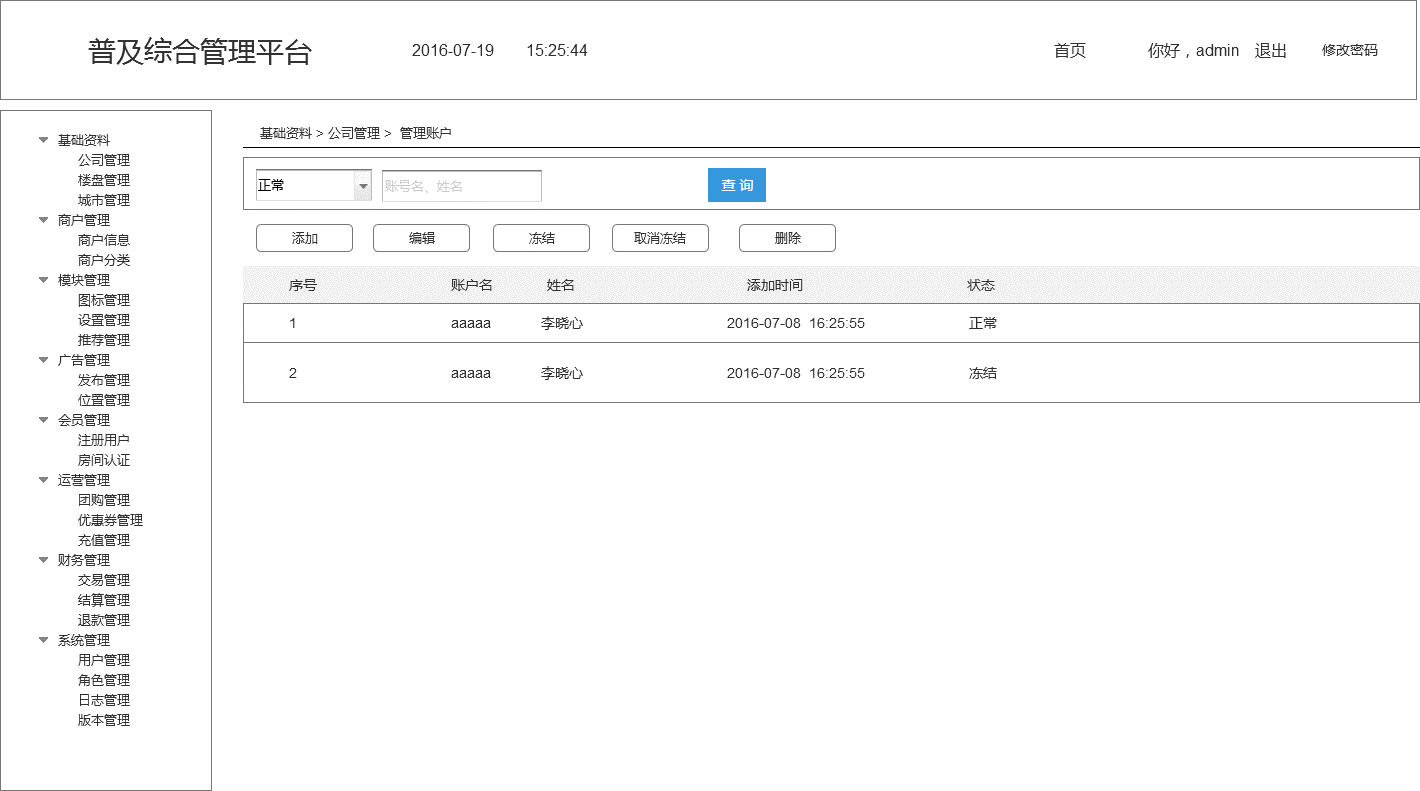 普及综合管理平台 2016-07-19 15:25:44 首页 你好，admin 退出 修改密码
基础资料
公司管理
楼盘管理
城市管理
商户管理
商户信息
商户分类
模块管理
图标管理
设置管理
推荐管理
广告管理
发布管理
位置管理
会员管理
注册用户
房间认证
运营管理
团购管理
优惠券管理
充值管理
财务管理
交易管理
结算管理
退款管理
系统管理
用户管理
角色管理
日志管理
版本管理
基础资料 > 公司管理 > 管理账户
正常 账号名、姓名 查 询
添加 编辑 冻结 取消冻结 删除
序号 账户名 姓名 添加时间 状态
1 aaaaa 李晓心 2016-07-08 16:25:55 正常
2 aaaaa 李晓心 2016-07-08 16:25:55 冻结